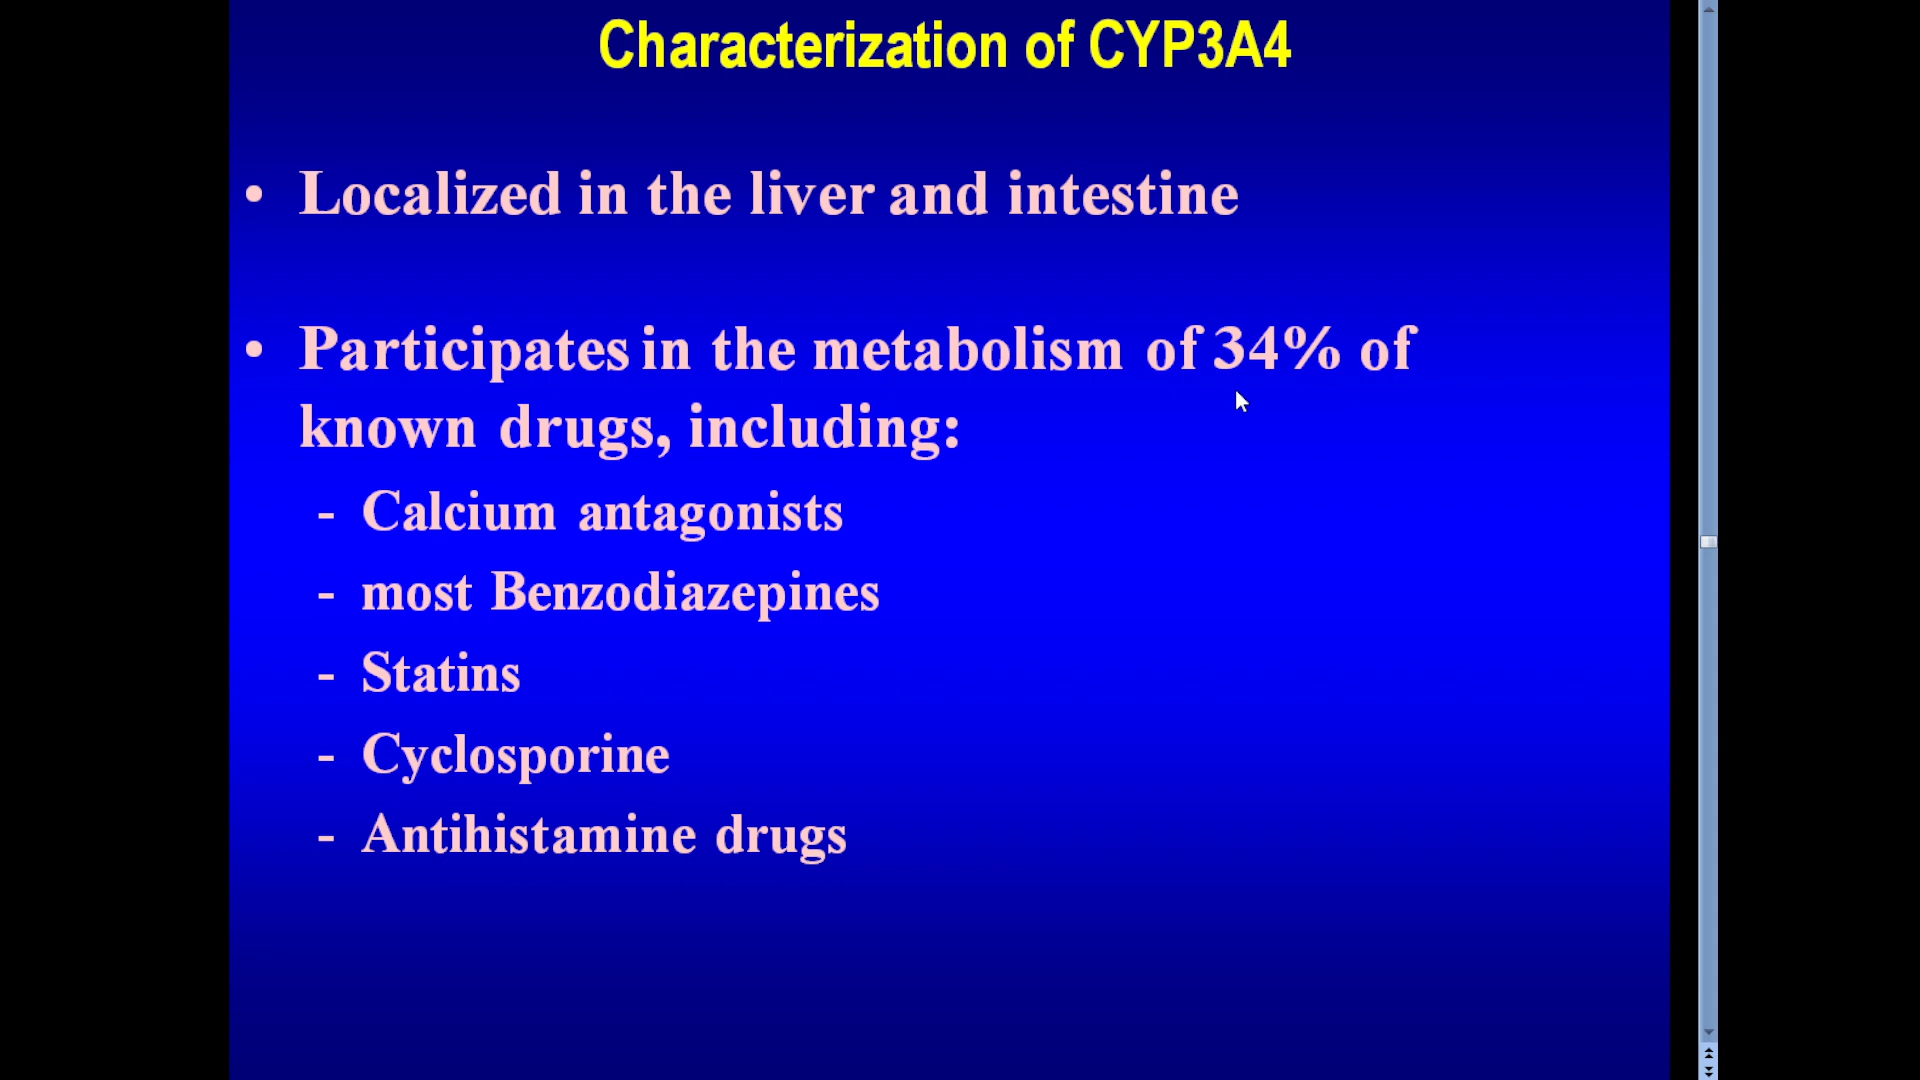 Characterization of CYP3A4
• Localized in the liver and intestine
• Participates in the metabolism of 34% of
known drugs, including:
- Calcium antagonists
- most Benzodiazepines
- Statins
- Cyclosporine
- Antihistamine drugs